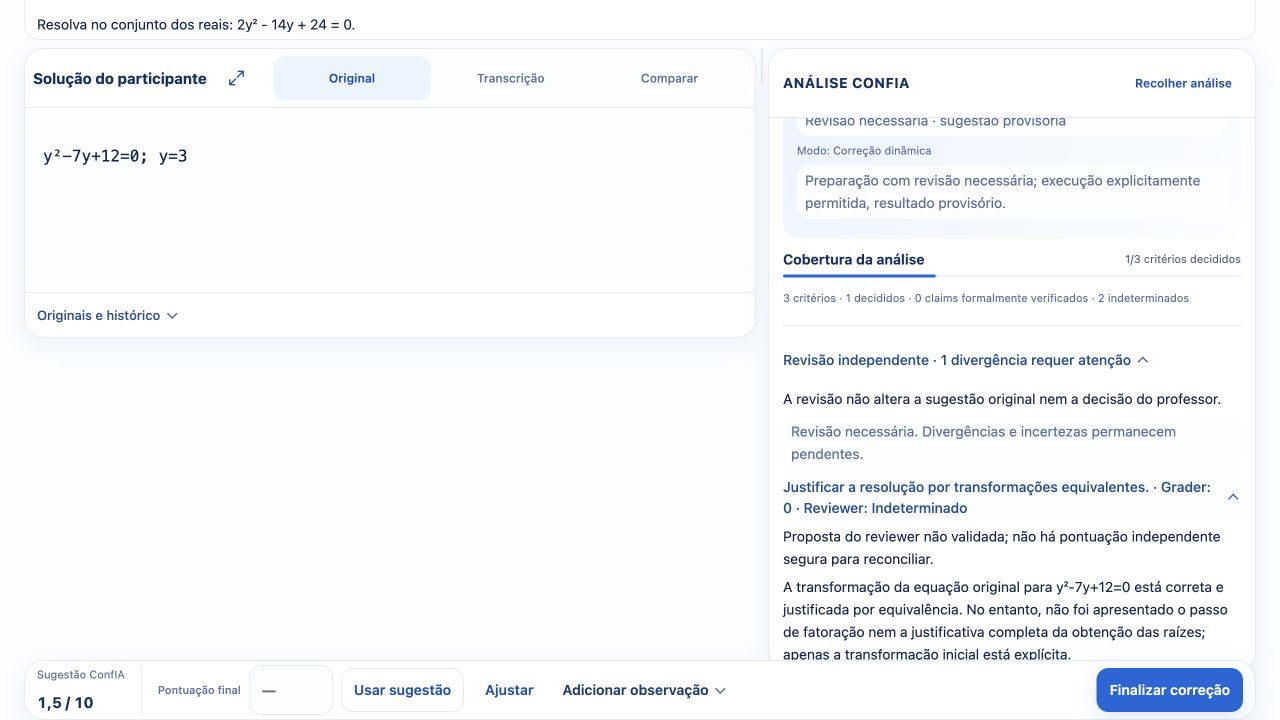 Resolva no conjunto dos reais: 2y² - 14y + 24 = 0.
Solução do participante
Original
Transcrição
Comparar
y²−7y+12=0; y=3
Originais e histórico
ANÁLISE CONFIA
Recolher análise
Revisão necessária · sugestão provisória
Modo: Correção dinâmica
Preparação com revisão necessária; execução explicitamente
permitida, resultado provisório.
Cobertura da análise
1/3 critérios decididos
3 critérios · 1 decididos · 0 claims formalmente verificados · 2 indeterminados
Revisão independente · 1 divergência requer atenção
A revisão não altera a sugestão original nem a decisão do professor.
Revisão necessária. Divergências e incertezas permanecem
pendentes.
Justificar a resolução por transformações equivalentes. · Grader:
0 · Reviewer: Indeterminado
Proposta do reviewer não validada; não há pontuação independente
segura para reconciliar.
A transformação da equação original para y²-7y+12=0 está correta e
justificada por equivalência. No entanto, não foi apresentado o passo
de fatoração nem a justificativa completa da obtenção das raízes;
apenas a transformação inicial está explícita.
Sugestão ConfIA
1,5 / 10
Pontuação final
—
Usar sugestão
Ajustar
Adicionar observação
Finalizar correção